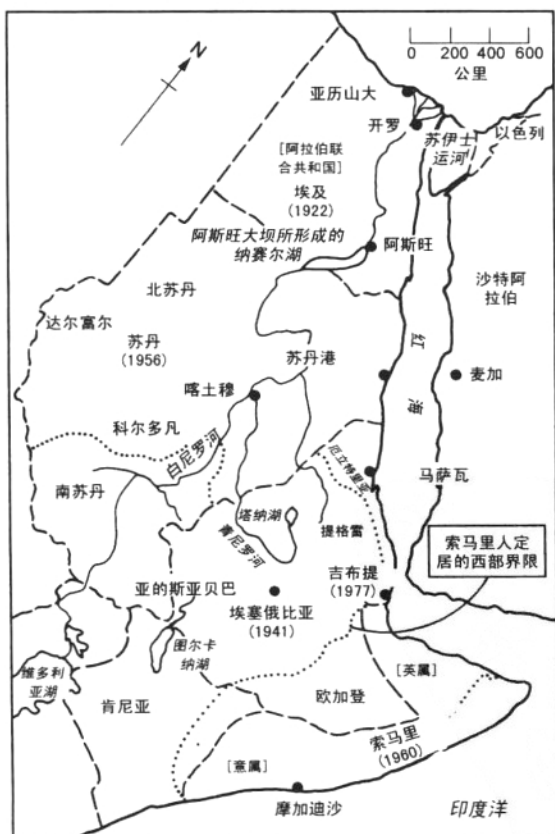 N
0 200 400 600
公里
亚历山大
开罗
苏伊士
运河
以色列
[阿拉伯联
合共和国]
埃及
(1922)
阿斯旺大坝所形成的
纳赛尔湖
阿斯旺
沙特阿
拉伯
北苏丹
达尔富尔
苏丹
(1956)
苏丹港
红
海
麦加
喀土穆
科尔多凡
白尼罗河
厄立特里亚
马萨瓦
南苏丹
塔纳湖
青尼罗河
提格雷
索马里人定
居的西部界限
吉布提
(1977)
亚的斯亚贝巴
埃塞俄比亚
(1941)
图尔卡
纳湖
维多利
亚湖
肯尼亚
欧加登
[英属]
索马里
(1960)
[意属]
摩加迪沙
印度洋